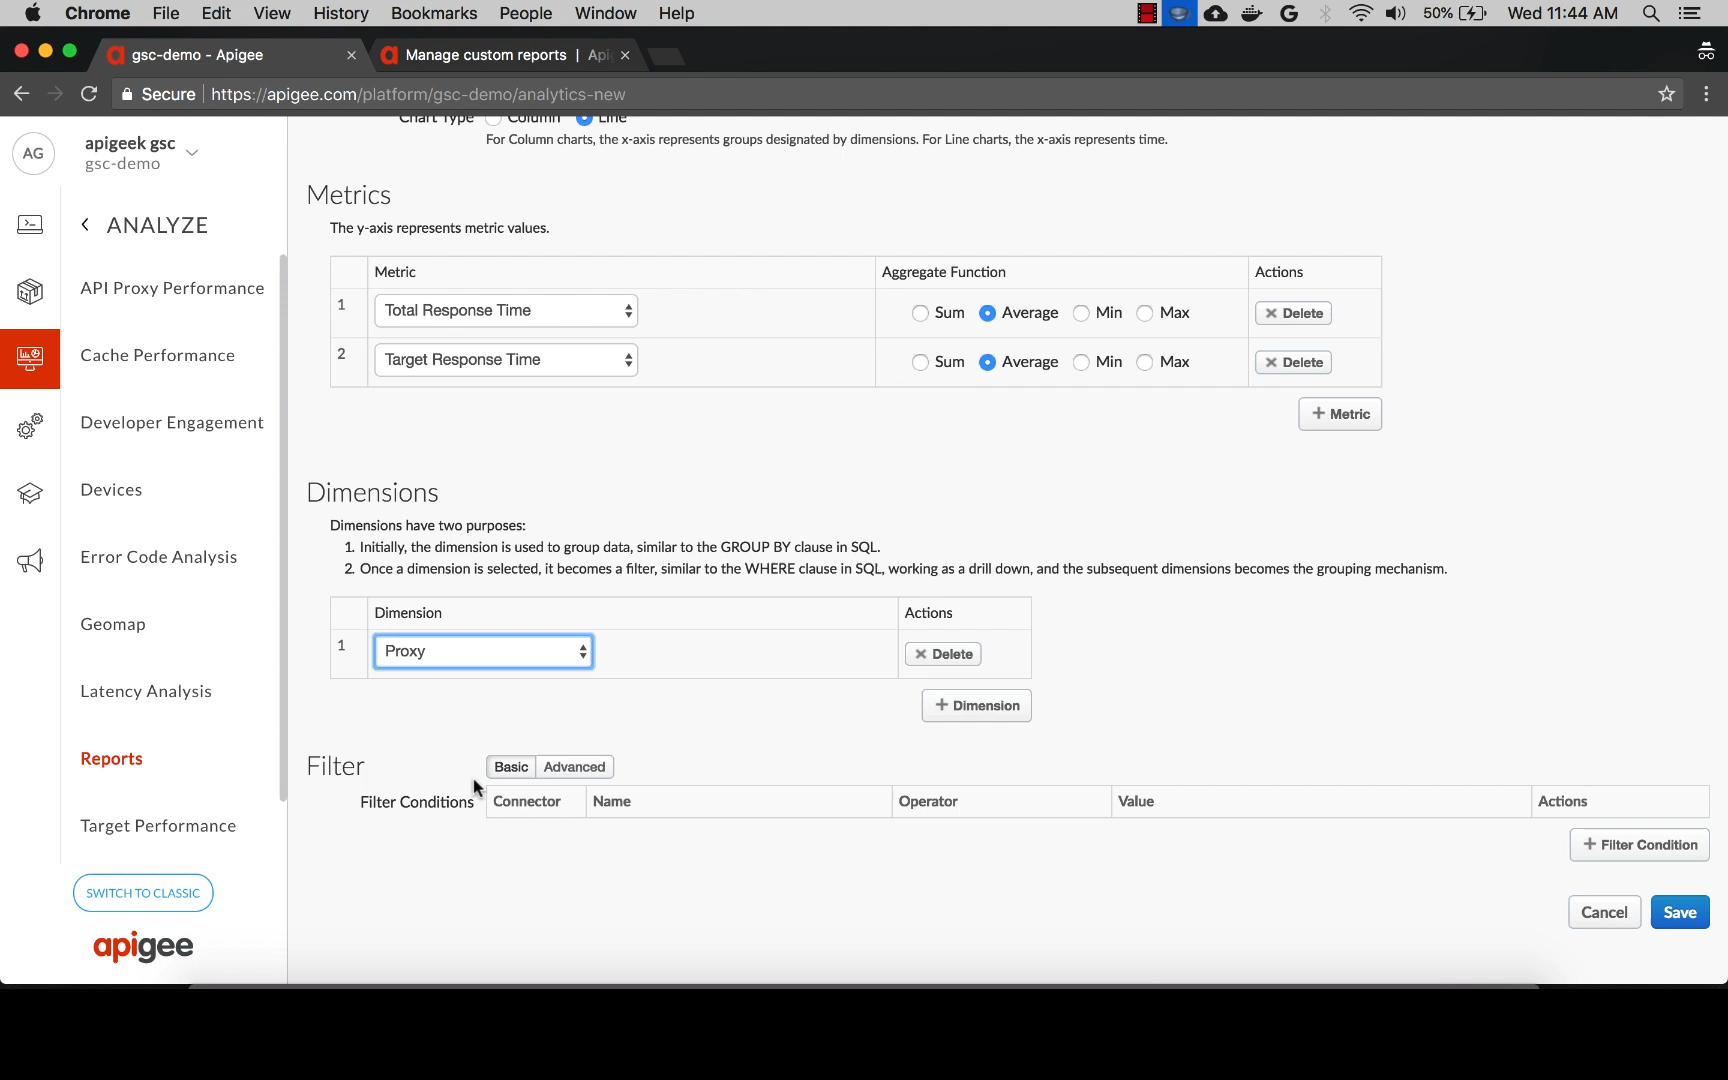 Chrome File Edit View History Bookmarks People Window Help 50% Wed 11:44 AM
gsc-demo - Apigee Manage custom reports | Api
Secure https://apigee.com/platform/gsc-demo/analytics-new
AG
apigeek gsc
gsc-demo
ANALYZE
API Proxy Performance
Cache Performance
Developer Engagement
Devices
Error Code Analysis
Geomap
Latency Analysis
Reports
Target Performance
SWITCH TO CLASSIC
apigee
Chart Type Column Line
For Column charts, the x-axis represents groups designated by dimensions. For Line charts, the x-axis represents time.
Metrics
The y-axis represents metric values.
Metric Aggregate Function Actions
1 Total Response Time Sum Average Min Max Delete
2 Target Response Time Sum Average Min Max Delete
+ Metric
Dimensions
Dimensions have two purposes:
1. Initially, the dimension is used to group data, similar to the GROUP BY clause in SQL.
2. Once a dimension is selected, it becomes a filter, similar to the WHERE clause in SQL, working as a drill down, and the subsequent dimensions becomes the grouping mechanism.
Dimension Actions
1 Proxy Delete
+ Dimension
Filter Basic Advanced
Filter Conditions Connector Name Operator Value Actions
+ Filter Condition
Cancel Save